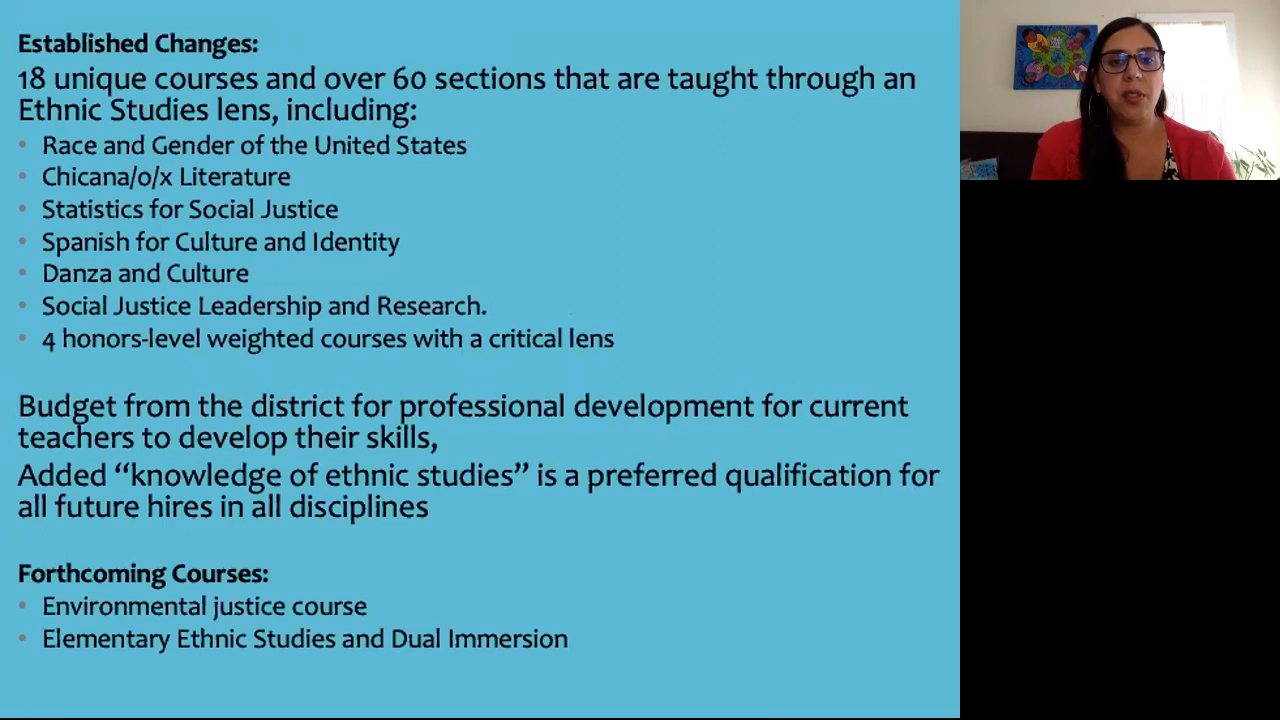 Established Changes:
18 unique courses and over 60 sections that are taught through an
Ethnic Studies lens, including:
• Race and Gender of the United States
• Chicana/o/x Literature
• Statistics for Social Justice
• Spanish for Culture and Identity
• Danza and Culture
• Social Justice Leadership and Research.
• 4 honors-level weighted courses with a critical lens
Budget from the district for professional development for current
teachers to develop their skills,
Added “knowledge of ethnic studies” is a preferred qualification for
all future hires in all disciplines
Forthcoming Courses:
• Environmental justice course
• Elementary Ethnic Studies and Dual Immersion